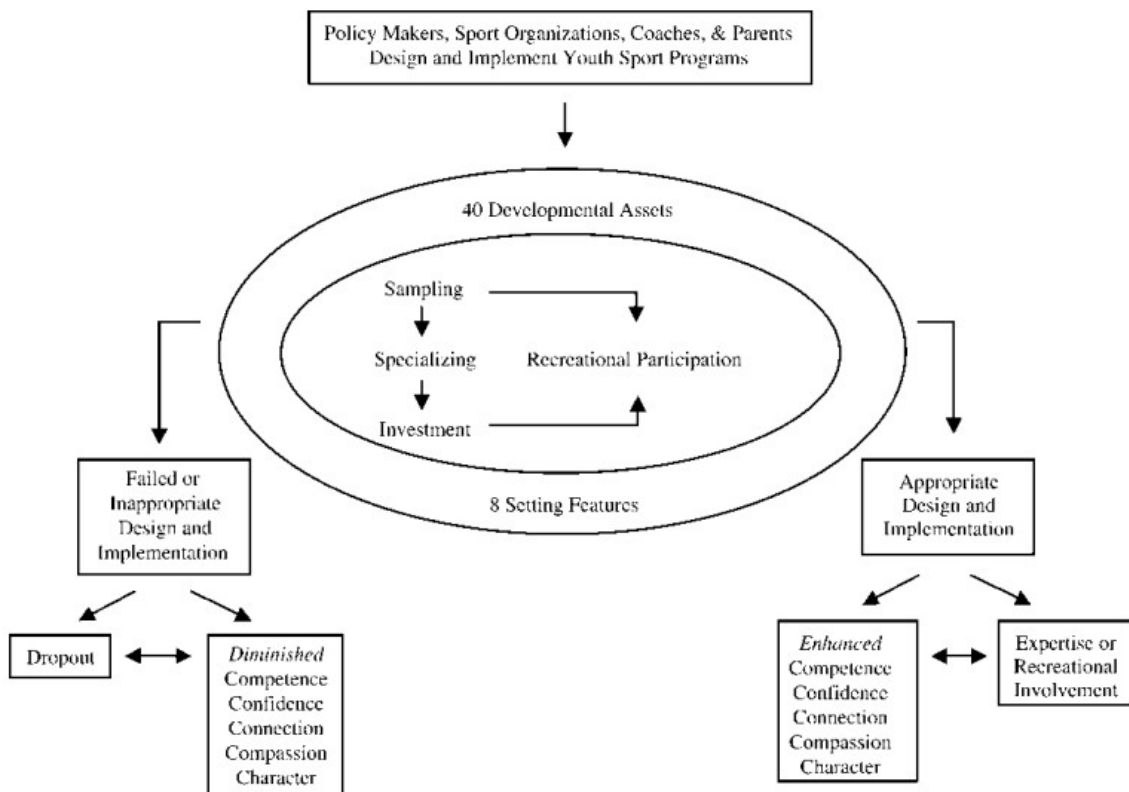 Policy Makers, Sport Organizations, Coaches, & Parents
Design and Implement Youth Sport Programs
40 Developmental Assets
Sampling
Specializing
Recreational Participation
Investment
8 Setting Features
Failed or
Inappropriate
Design and
Implementation
Appropriate
Design and
Implementation
Dropout
Diminished
Competence
Confidence
Connection
Compassion
Character
Enhanced
Competence
Confidence
Connection
Compassion
Character
Expertise or
Recreational
Involvement